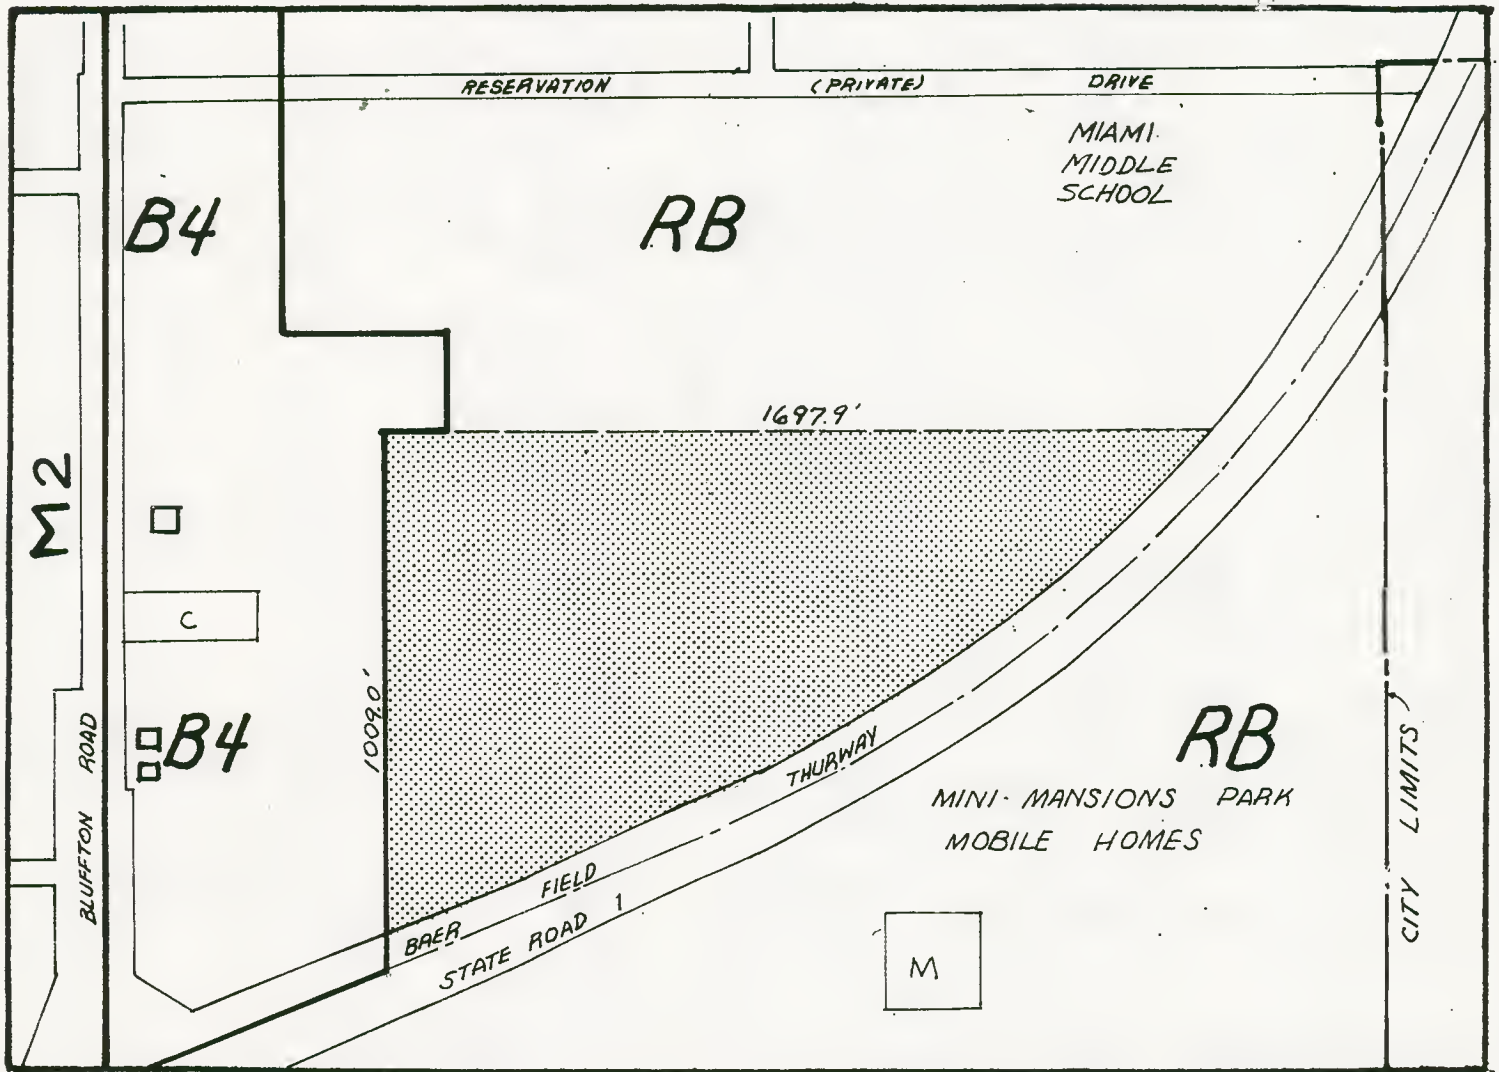 RESERVATION (PRIVATE) DRIVE
MIAMI
MIDDLE
SCHOOL
B4
RB
1697.9'
M2
C
1009.0'
B4
BLUFFTON ROAD
BAER FIELD THURWAY
STATE ROAD 1
RB
MINI-MANSIONS PARK
MOBILE HOMES
CITY LIMITS
M